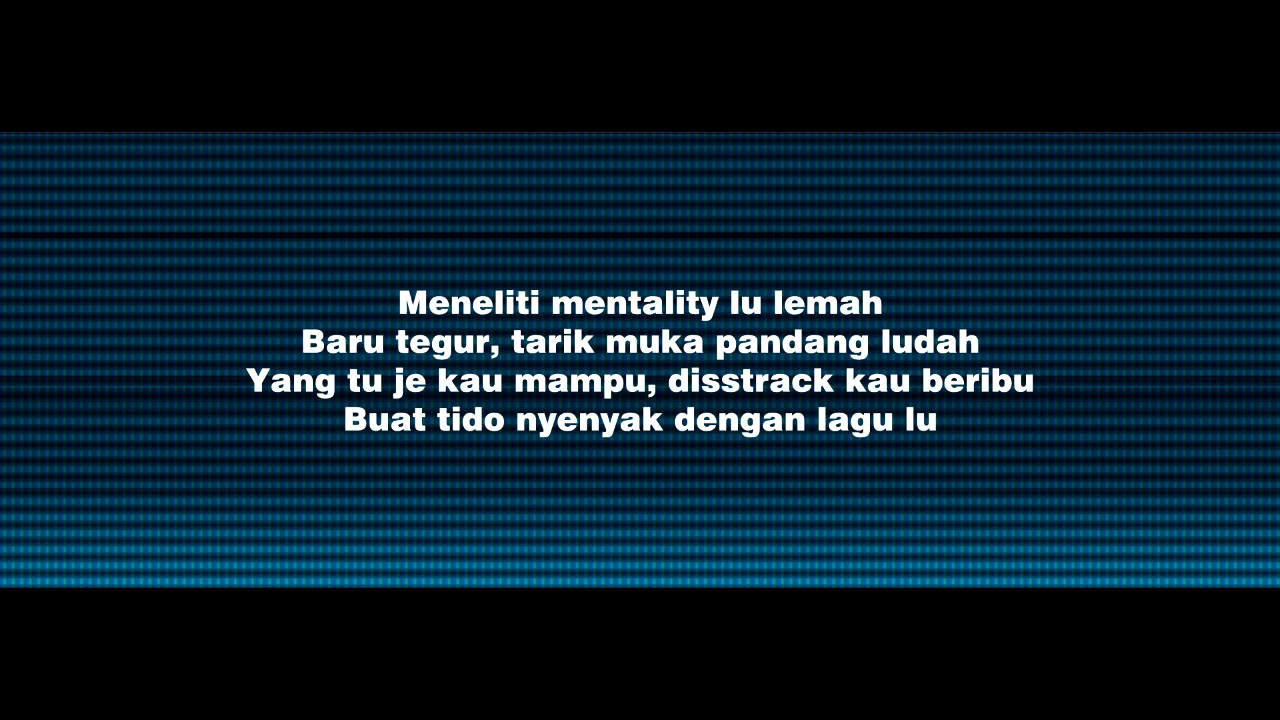 Meneliti mentality lu lemah
Baru tegur, tarik muka pandang ludah
Yang tu je kau mampu, disstrack kau beribu
Buat tido nyenyak dengan lagu lu